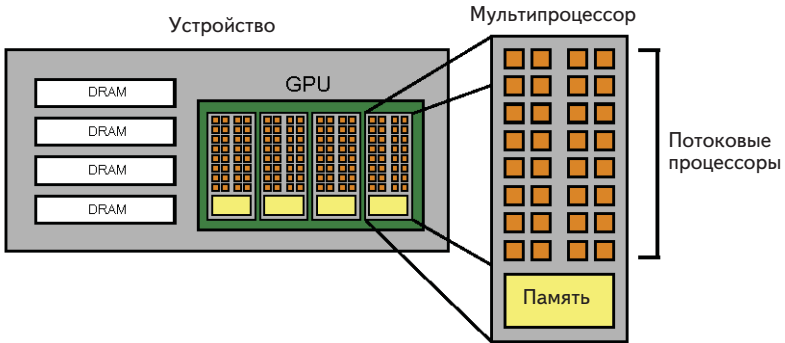 Устройство
Мультипроцессор
GPU
DRAM
DRAM
DRAM
DRAM
Потоковые
процессоры
Память